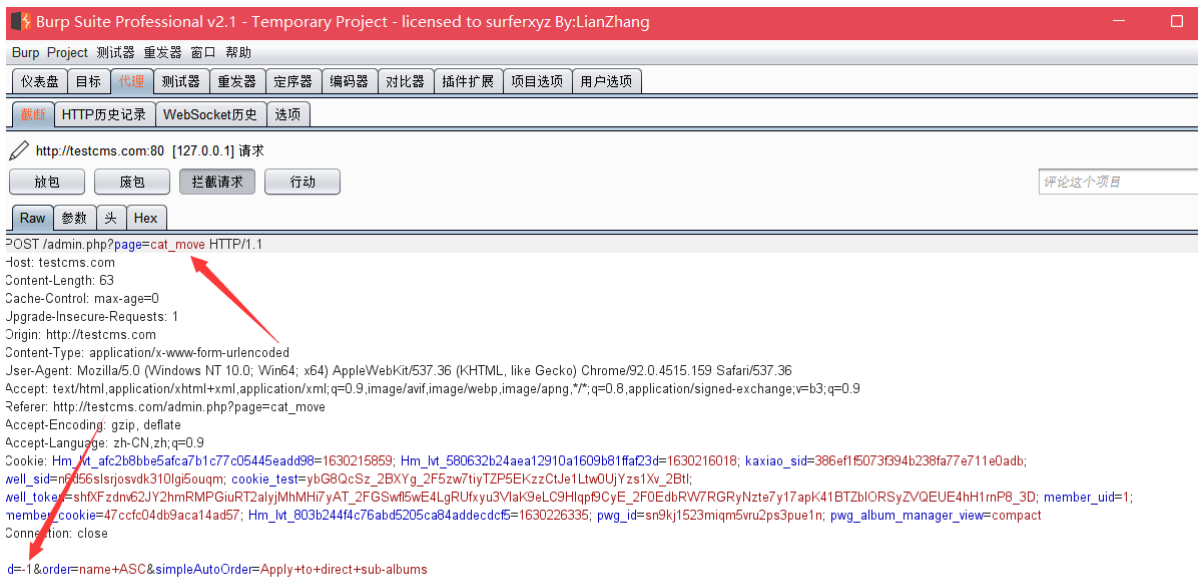 Burp Suite Professional v2.1 - Temporary Project - licensed to surferxyz By:LianZhang
Burp Project 测试器 重发器 窗口 帮助
仪表盘 目标 代理 测试器 重发器 定序器 编码器 对比器 插件扩展 项目选项 用户选项
截断 HTTP历史记录 WebSocket历史 选项
http://testcms.com:80 [127.0.0.1] 请求
放包 废包 拦截请求 行动 评论这个项目
Raw 参数 头 Hex
POST /admin.php?page=cat_move HTTP/1.1
Host: testcms.com
Content-Length: 63
Cache-Control: max-age=0
Upgrade-Insecure-Requests: 1
Origin: http://testcms.com
Content-Type: application/x-www-form-urlencoded
User-Agent: Mozilla/5.0 (Windows NT 10.0; Win64; x64) AppleWebKit/537.36 (KHTML, like Gecko) Chrome/92.0.4515.159 Safari/537.36
Accept: text/html,application/xhtml+xml,application/xml;q=0.9,image/avif,image/webp,image/apng,*/*;q=0.8,application/signed-exchange;v=b3;q=0.9
Referer: http://testcms.com/admin.php?page=cat_move
Accept-Encoding: gzip, deflate
Accept-Language: zh-CN,zh;q=0.9
Cookie: Hm_lvt_afc2b8bbe5afca7b1c77c05445eadd98=1630215859; Hm_lvt_580632b24aea12910a1609b81ffaf23d=1630216018; kaxiao_sid=386ef1f5073f394b238fa77e711e0adb;
well_sid=n6d56slsrjosvdk310lgi5ouqm; cookie_test=ybG8QcSz_2BXYg_2F5zw7tiyTZP5EKzzCtJe1Ltw0UjYzs1Xv_2Btl;
well_token=shfXFzdnv62JY2hmRMPGiuRT2alyjMhMHi7yAT_2FGSwfl5wE4LgRUfxyu3VlaK9eLC9HIqpf9CyE_2F0EdbRW7RGRyNzte7y17apK41BTZbIORSyZVQEUE4hH1rnP8_3D; member_uid=1;
member_cookie=47ccfc04db9aca14ad57; Hm_lvt_803b244f4c76abd5205ca84addecdcf5=1630226335; pwg_id=sn9kj1523miqm5vru2ps3pue1n; pwg_album_manager_view=compact
Connection: close
id=-1&order=name+ASC&simpleAutoOrder=Apply+to+direct+sub-albums